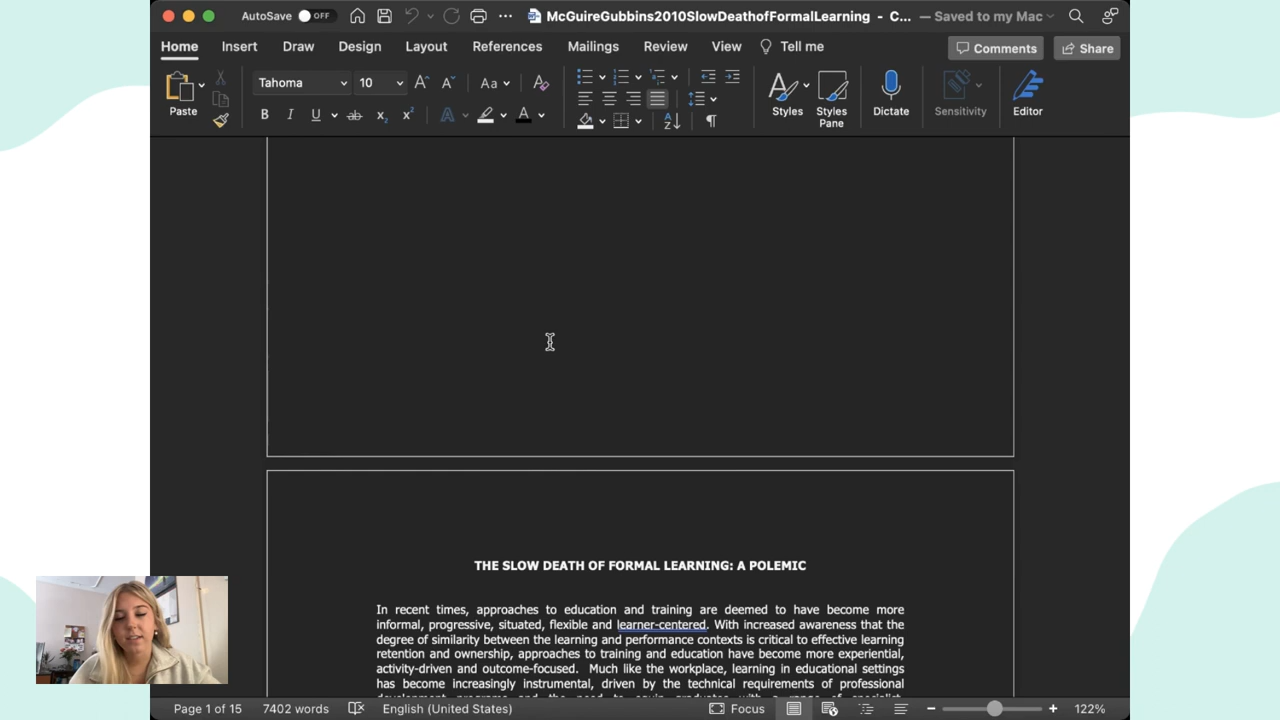 AutoSave OFF McGuireGubbins2010SlowDeathofFormalLearning - C... — Saved to my Mac
Home Insert Draw Design Layout References Mailings Review View Tell me Comments Share
Paste Tahoma 10 Aa Styles Styles Pane Dictate Sensitivity Editor
THE SLOW DEATH OF FORMAL LEARNING: A POLEMIC
In recent times, approaches to education and training are deemed to have become more
informal, progressive, situated, flexible and learner-centered. With increased awareness that the
degree of similarity between the learning and performance contexts is critical to effective learning
retention and ownership, approaches to training and education have become more experiential,
activity-driven and outcome-focused. Much like the workplace, learning in educational settings
has become increasingly instrumental, driven by the technical requirements of professional
Page 1 of 15 7402 words English (United States) Focus 122%